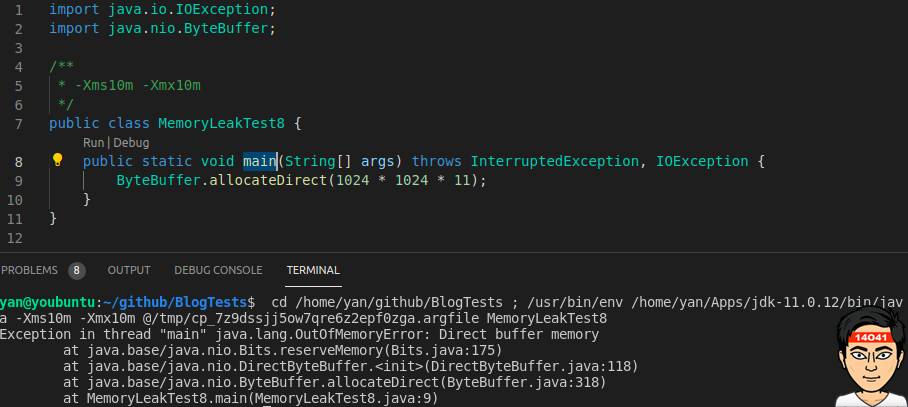 1 import java.io.IOException;
2 import java.nio.ByteBuffer;
3
4 /**
5 * -Xms10m -Xmx10m
6 */
7 public class MemoryLeakTest8 {
Run | Debug
8 public static void main(String[] args) throws InterruptedException, IOException {
9 ByteBuffer.allocateDirect(1024 * 1024 * 11);
10 }
11 }
12
PROBLEMS 8 OUTPUT DEBUG CONSOLE TERMINAL
yan@youbuntu:~/github/BlogTests$ cd /home/yan/github/BlogTests ; /usr/bin/env /home/yan/Apps/jdk-11.0.12/bin/jav
a -Xms10m -Xmx10m @/tmp/cp_7z9dssjj5ow7qre6z2epf0zga.argfile MemoryLeakTest8
Exception in thread "main" java.lang.OutOfMemoryError: Direct buffer memory
at java.base/java.nio.Bits.reserveMemory(Bits.java:175)
at java.base/java.nio.DirectByteBuffer.<init>(DirectByteBuffer.java:118)
at java.base/java.nio.ByteBuffer.allocateDirect(ByteBuffer.java:318)
at MemoryLeakTest8.main(MemoryLeakTest8.java:9)
14041